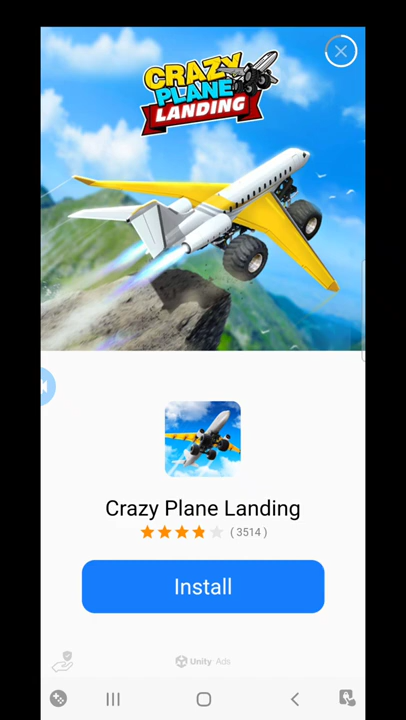 CRAZY
PLANE
LANDING
Crazy Plane Landing
( 3514 )
Install
Unity Ads